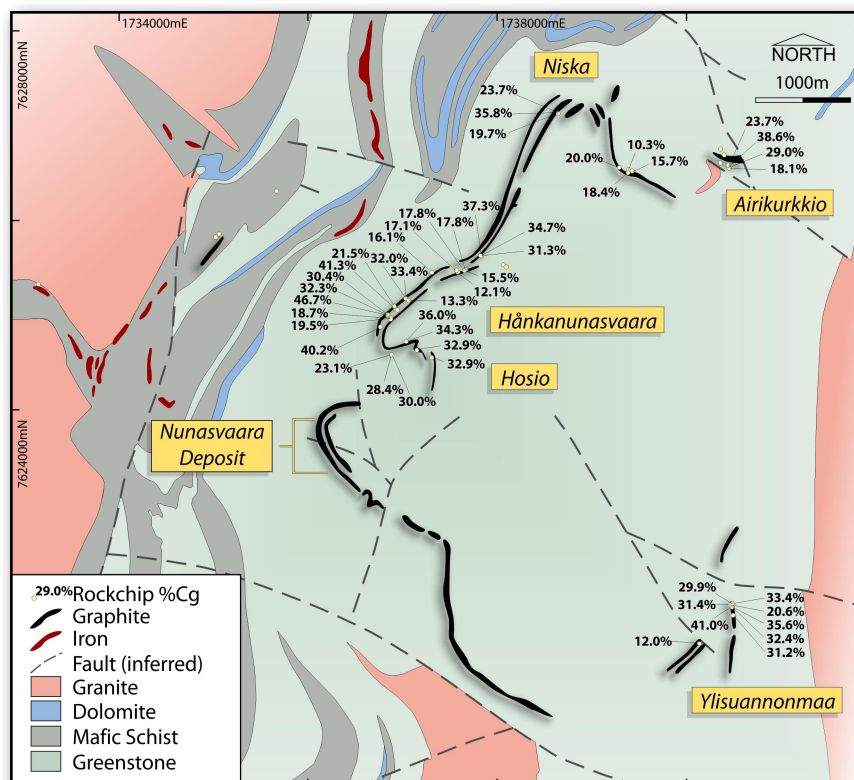 1734000mE
1738000mE
7628000mN
7624000mN
NORTH
1000m
Niska
23.7%
35.8%
19.7%
20.0%
10.3%
15.7%
18.4%
23.7%
38.6%
29.0%
18.1%
Airikurkkio
37.3%
17.8%
17.1%
17.8%
16.1%
34.7%
31.3%
21.5%
32.0%
41.3%
33.4%
30.4%
32.3%
46.7%
18.7%
19.5%
15.5%
12.1%
13.3%
36.0%
Hånkanunasvaara
34.3%
40.2%
32.9%
23.1%
32.9%
28.4%
30.0%
Hosio
Nunasvaara
Deposit
29.9%
31.4%
41.0%
33.4%
20.6%
35.6%
32.4%
31.2%
12.0%
Ylisuannonmaa
29.0% Rockchip %Cg
Graphite
Iron
Fault (inferred)
Granite
Dolomite
Mafic Schist
Greenstone